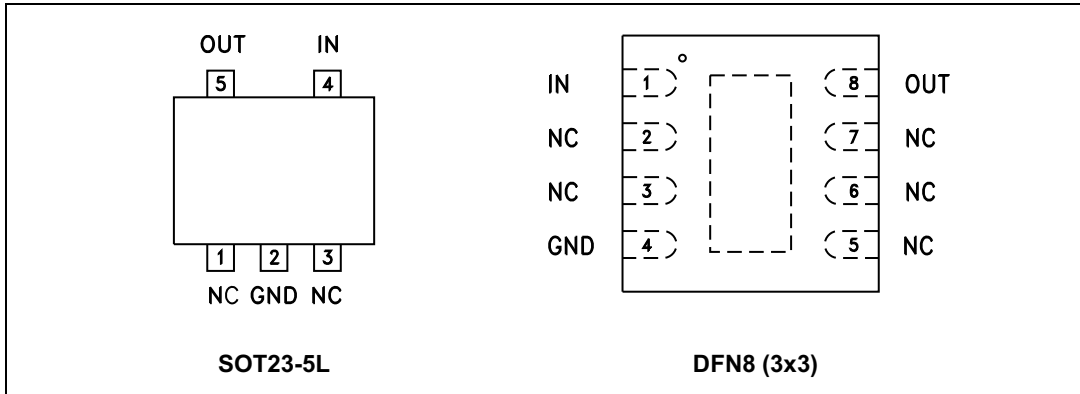 OUT IN
5 4
1 2 3
NC GND NC
SOT23-5L
IN 1 8 OUT
NC 2 7 NC
NC 3 6 NC
GND 4 5 NC
DFN8 (3x3)